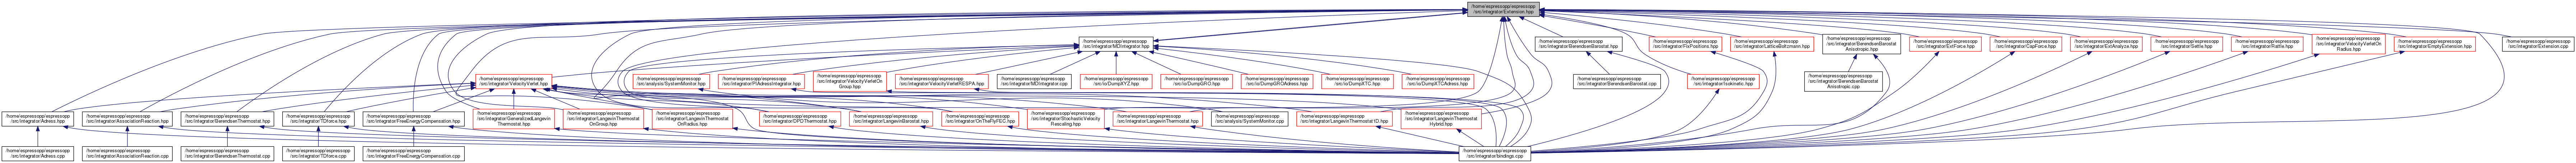 /home/espressopp/espressopp
/src/integrator/Extension.hpp
/home/espressopp/espressopp
/src/integrator/MDIntegrator.hpp
/home/espressopp/espressopp
/src/integrator/BerendsenBarostat.hpp
/home/espressopp/espressopp
/src/integrator/FixPositions.hpp
/home/espressopp/espressopp
/src/integrator/LatticeBoltzmann.hpp
/home/espressopp/espressopp
/src/integrator/BerendsenBarostat
Anisotropic.hpp
/home/espressopp/espressopp
/src/integrator/ExtForce.hpp
/home/espressopp/espressopp
/src/integrator/CapForce.hpp
/home/espressopp/espressopp
/src/integrator/ExtAnalyze.hpp
/home/espressopp/espressopp
/src/integrator/Settle.hpp
/home/espressopp/espressopp
/src/integrator/Rattle.hpp
/home/espressopp/espressopp
/src/integrator/VelocityVerletOn
Radius.hpp
/home/espressopp/espressopp
/src/integrator/EmptyExtension.hpp
/home/espressopp/espressopp
/src/integrator/Extension.cpp
/home/espressopp/espressopp
/src/integrator/VelocityVerlet.hpp
/home/espressopp/espressopp
/src/analysis/SystemMonitor.hpp
/home/espressopp/espressopp
/src/integrator/PIAdressIntegrator.hpp
/home/espressopp/espressopp
/src/integrator/VelocityVerletOn
Group.hpp
/home/espressopp/espressopp
/src/integrator/VelocityVerletRESPA.hpp
/home/espressopp/espressopp
/src/integrator/MDIntegrator.cpp
/home/espressopp/espressopp
/src/io/DumpXYZ.hpp
/home/espressopp/espressopp
/src/io/DumpGRO.hpp
/home/espressopp/espressopp
/src/io/DumpGROAdress.hpp
/home/espressopp/espressopp
/src/io/DumpXTC.hpp
/home/espressopp/espressopp
/src/io/DumpXTCAdress.hpp
/home/espressopp/espressopp
/src/integrator/BerendsenBarostat.cpp
/home/espressopp/espressopp
/src/integrator/Isokinetic.hpp
/home/espressopp/espressopp
/src/integrator/BerendsenBarostat
Anisotropic.cpp
/home/espressopp/espressopp
/src/integrator/Adress.hpp
/home/espressopp/espressopp
/src/integrator/AssociationReaction.hpp
/home/espressopp/espressopp
/src/integrator/BerendsenThermostat.hpp
/home/espressopp/espressopp
/src/integrator/TDforce.hpp
/home/espressopp/espressopp
/src/integrator/FreeEnergyCompensation.hpp
/home/espressopp/espressopp
/src/integrator/GeneralizedLangevin
Thermostat.hpp
/home/espressopp/espressopp
/src/integrator/LangevinThermostat
OnGroup.hpp
/home/espressopp/espressopp
/src/integrator/LangevinThermostat
OnRadius.hpp
/home/espressopp/espressopp
/src/integrator/DPDThermostat.hpp
/home/espressopp/espressopp
/src/integrator/LangevinBarostat.hpp
/home/espressopp/espressopp
/src/integrator/OnTheFlyFEC.hpp
/home/espressopp/espressopp
/src/integrator/StochasticVelocity
Rescaling.hpp
/home/espressopp/espressopp
/src/integrator/LangevinThermostat.hpp
/home/espressopp/espressopp
/src/analysis/SystemMonitor.cpp
/home/espressopp/espressopp
/src/integrator/LangevinThermostat1D.hpp
/home/espressopp/espressopp
/src/integrator/LangevinThermostat
Hybrid.hpp
/home/espressopp/espressopp
/src/integrator/Adress.cpp
/home/espressopp/espressopp
/src/integrator/AssociationReaction.cpp
/home/espressopp/espressopp
/src/integrator/BerendsenThermostat.cpp
/home/espressopp/espressopp
/src/integrator/TDforce.cpp
/home/espressopp/espressopp
/src/integrator/FreeEnergyCompensation.cpp
/home/espressopp/espressopp
/src/integrator/bindings.cpp